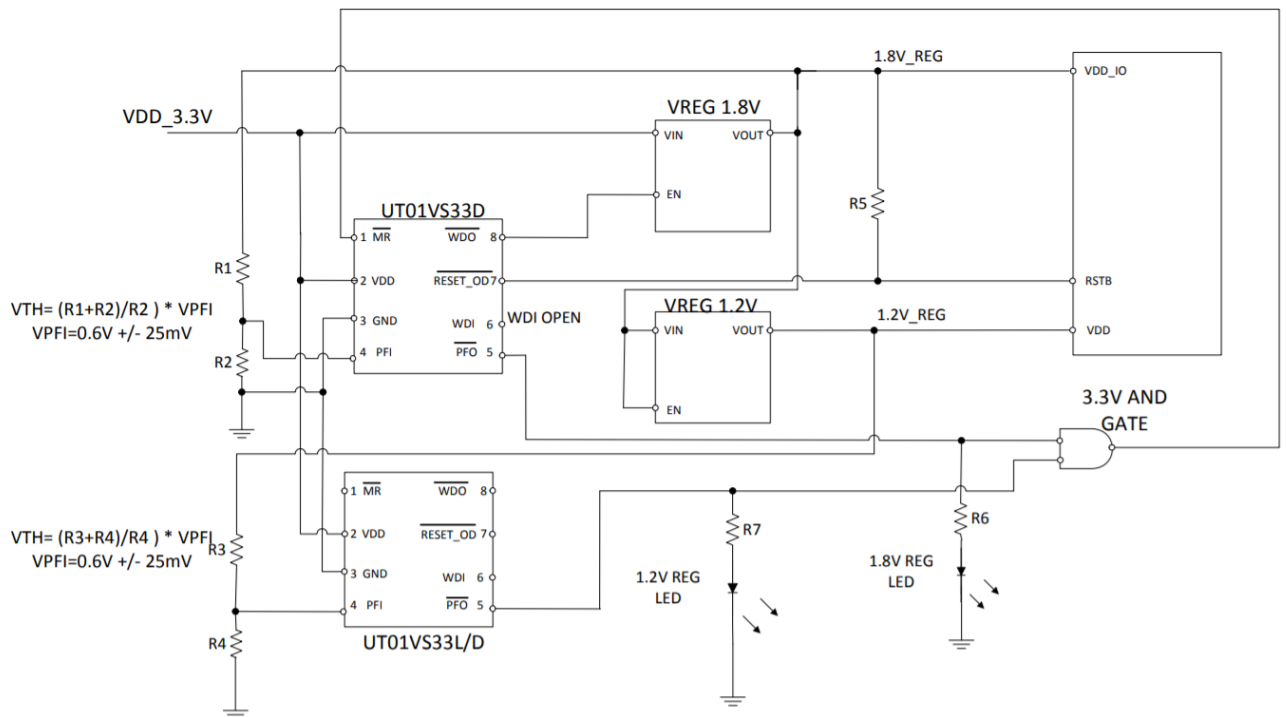 1.8V_REG
VDD_IO
VDD_3.3V
VREG 1.8V
VIN
VOUT
EN
R5
UT01VS33D
1 MR
WDO 8
R1
2 VDD
RESET_OD 7
RSTB
VTH= (R1+R2)/R2 ) * VPFI
VPFI=0.6V +/- 25mV
3 GND
WDI 6
WDI OPEN
VREG 1.2V
1.2V_REG
VIN
VOUT
VDD
R2
4 PFI
PFO 5
EN
3.3V AND
GATE
1 MR
WDO 8
VTH= (R3+R4)/R4 ) * VPFI
VPFI=0.6V +/- 25mV
R3
2 VDD
RESET_OD 7
R7
R6
3 GND
WDI 6
1.2V REG
LED
1.8V REG
LED
4 PFI
PFO 5
R4
UT01VS33L/D